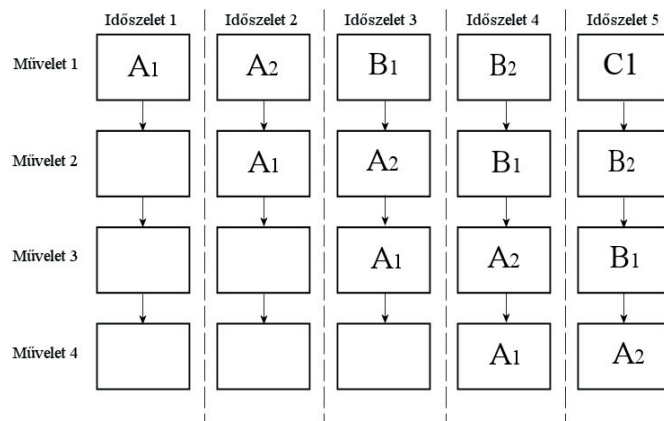 Időszelet 1 Időszelet 2 Időszelet 3 Időszelet 4 Időszelet 5
Művelet 1 A1 A2 B1 B2 C1
Művelet 2 A1 A2 B1 B2
Művelet 3 A1 A2 B1
Művelet 4 A1 A2